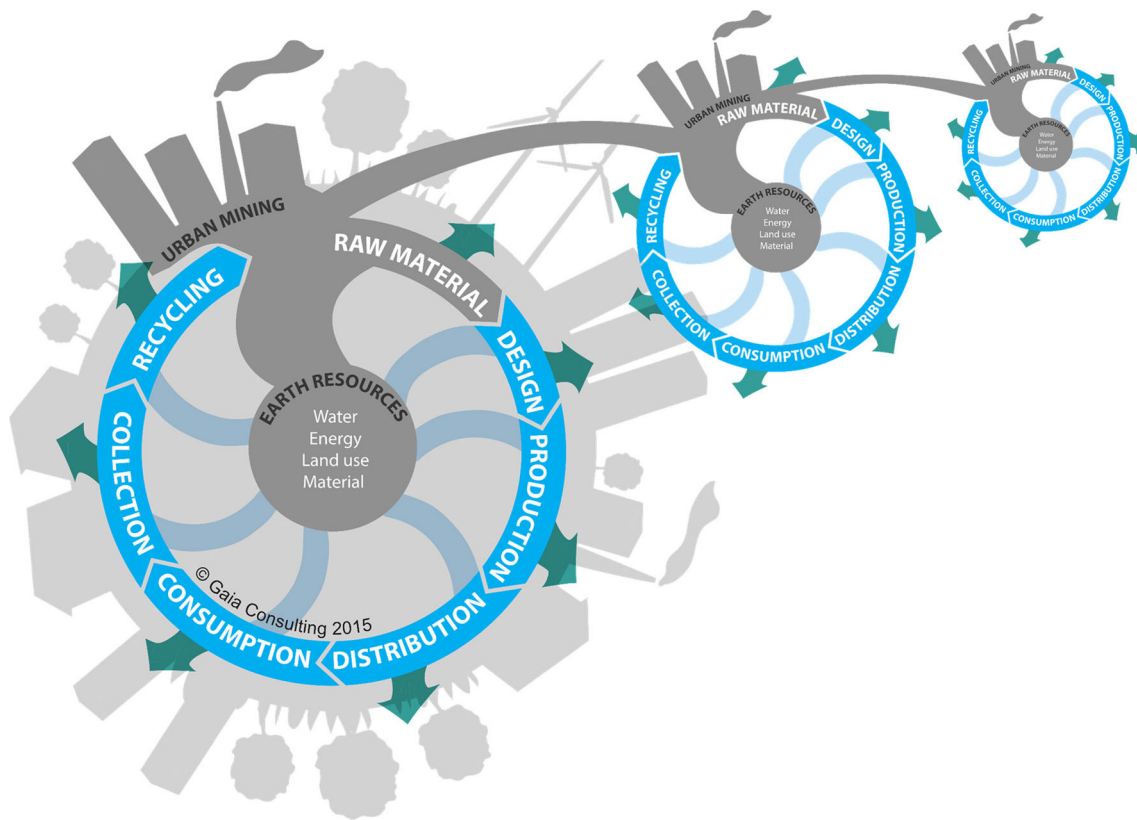 URBAN MINING
RAW MATERIAL
DESIGN
PRODUCTION
DISTRIBUTION
CONSUMPTION
COLLECTION
RECYCLING
EARTH RESOURCES
Water
Energy
Land use
Material
© Gaia Consulting 2015
URBAN MINING
RAW MATERIAL
DESIGN
PRODUCTION
DISTRIBUTION
CONSUMPTION
COLLECTION
RECYCLING
EARTH RESOURCES
Water
Energy
Land use
Material
URBAN MINING
RAW MATERIAL
DESIGN
PRODUCTION
DISTRIBUTION
CONSUMPTION
COLLECTION
RECYCLING
EARTH RESOURCES
Water
Energy
Land use
Material